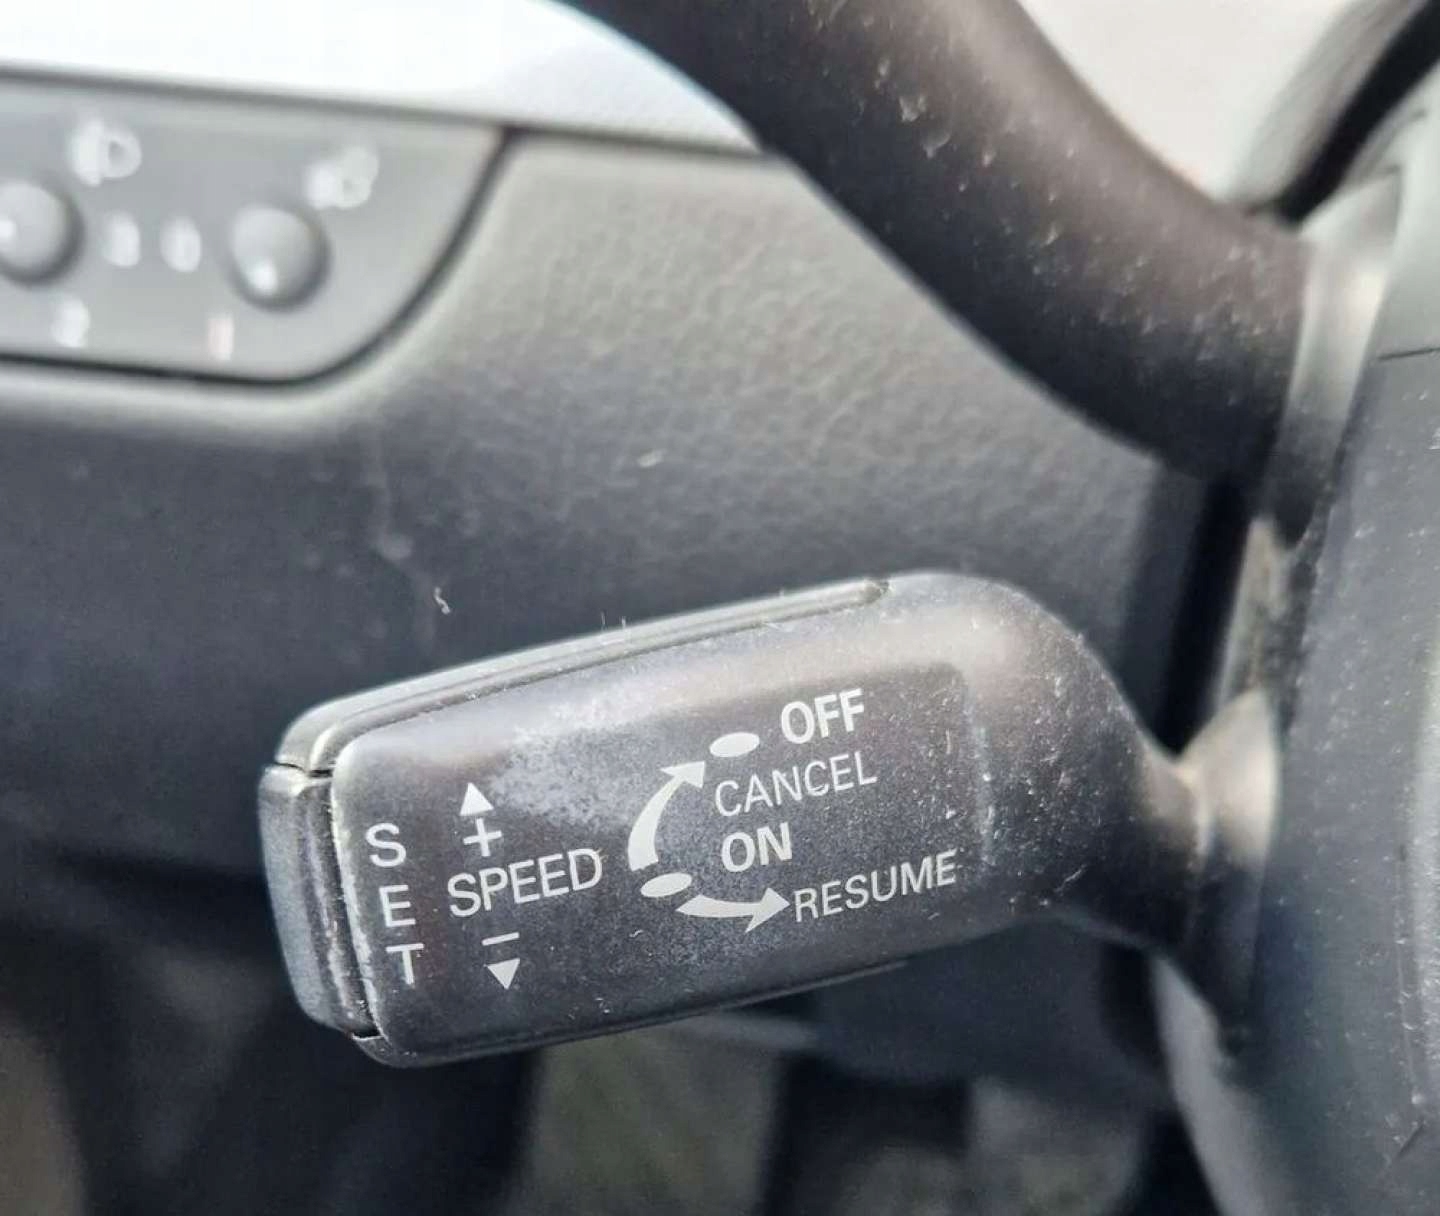 OFF
CANCEL
ON
RESUME
+
SPEED
−
S
E
T